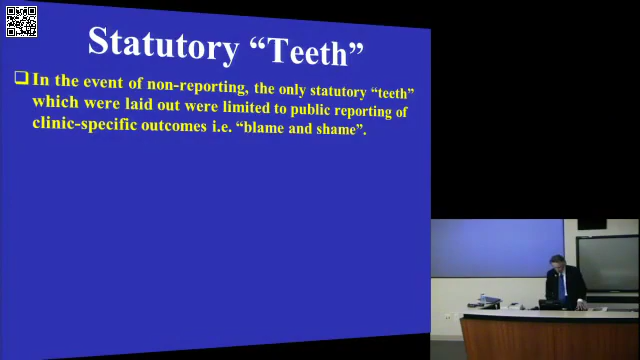 Statutory “Teeth”
In the event of non-reporting, the only statutory “teeth”
which were laid out were limited to public reporting of
clinic-specific outcomes i.e. “blame and shame”.